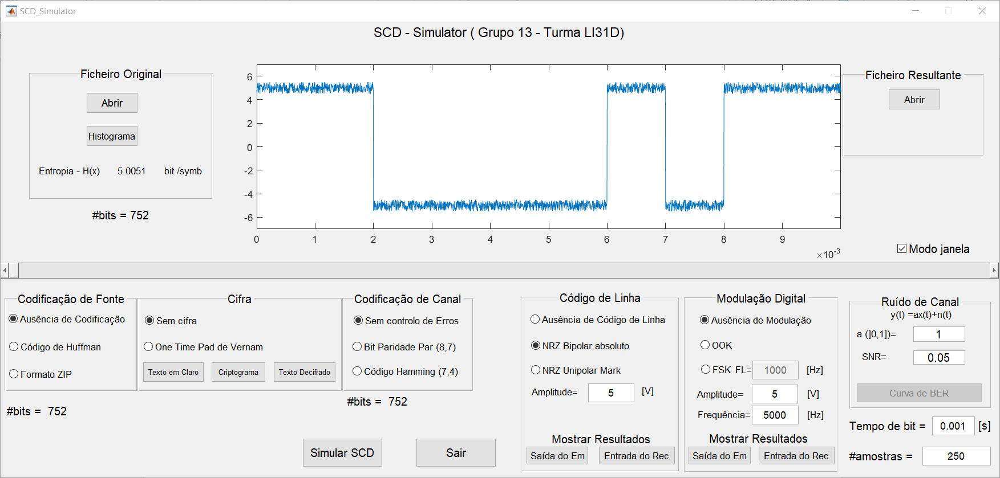 SCD_Simulator
SCD - Simulator ( Grupo 13 - Turma LI31D)
Ficheiro Original
Abrir
Histograma
Entropia - H(x) 5.0051 bit /symb
#bits = 752
6
4
2
0
-2
-4
-6
0 1 2 3 4 5 6 7 8 9
×10-3
Ficheiro Resultante
Abrir
Modo janela
Codificação de Fonte
Ausência de Codificação
Código de Huffman
Formato ZIP
#bits = 752
Cifra
Sem cifra
One Time Pad de Vernam
Texto em Claro Criptograma Texto Decifrado
Codificação de Canal
Sem controlo de Erros
Bit Paridade Par (8,7)
Código Hamming (7,4)
#bits = 752
Simular SCD Sair
Código de Linha
Ausência de Código de Linha
NRZ Bipolar absoluto
NRZ Unipolar Mark
Amplitude= 5 [V]
Mostrar Resultados
Saída do Em Entrada do Rec
Modulação Digital
Ausência de Modulação
OOK
FSK FL= 1000 [Hz]
Amplitude= 5 [V]
Frequência= 5000 [Hz]
Mostrar Resultados
Saída do Em Entrada do Rec
Ruído de Canal
y(t) =ax(t)+n(t)
a (]0,1])= 1
SNR= 0.05
Curva de BER
Tempo de bit = 0.001 [s]
#amostras = 250